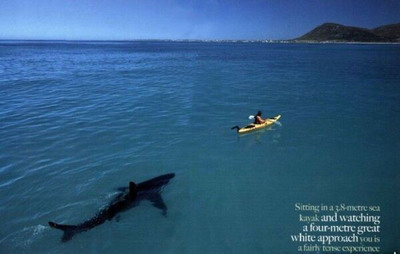 Sitting in a 3.8-metre sea
kayak and watching
a four-metre great
white approach you is
a fairly tense experience